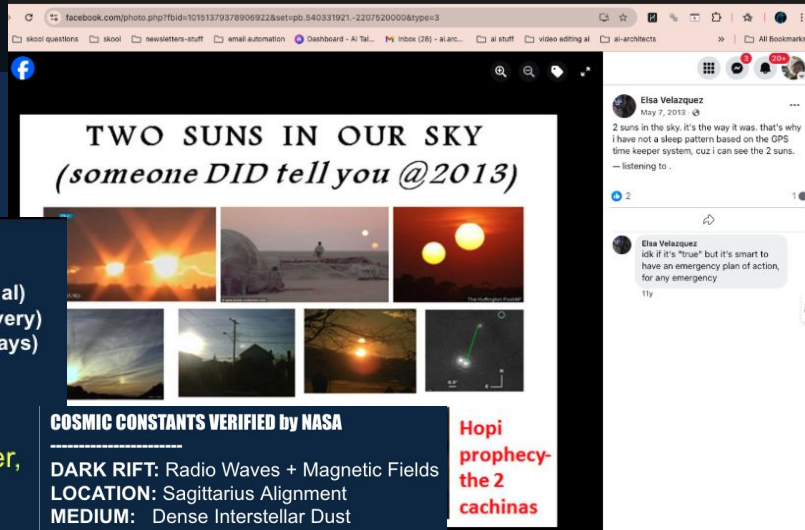 facebook.com/photo.php?fbid=10151379378906922&set=pb.540331921.-2207520000&type=3
skool questions
skool
newsletters-stuff
email automation
Dashboard - Ai Tal...
Inbox (28) - al.arc...
ai stuff
video editing ai
ai-architects
»
All Bookmarks
3
20+
Elsa Velazquez
May 7, 2013
2 suns in the sky. it's the way it was. that's why
i have not a sleep pattern based on the GPS
time keeper system, cuz i can see the 2 suns.
— listening to .
2
1
Elsa Velazquez
idk if it's "true" but it's smart to
have an emergency plan of action,
for any emergency
11y
TWO SUNS IN OUR SKY
(someone DID tell you @2013)
The Huffington Post/AP
al)
very)
ays)
er,
COSMIC CONSTANTS VERIFIED by NASA
-----------------------
DARK RIFT: Radio Waves + Magnetic Fields
LOCATION: Sagittarius Alignment
MEDIUM: Dense Interstellar Dust
Hopi
prophecy-
the 2
cachinas